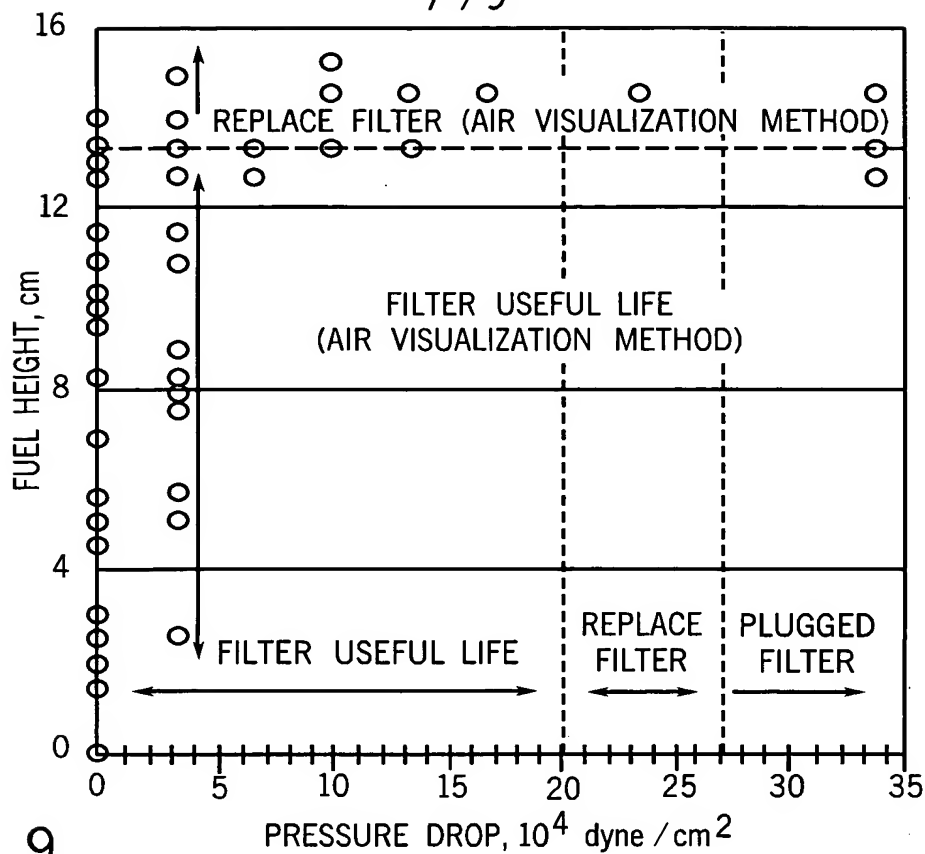 16
REPLACE FILTER (AIR VISUALIZATION METHOD)
12
FILTER USEFUL LIFE
(AIR VISUALIZATION METHOD)
FUEL HEIGHT, cm
8
4
REPLACE FILTER
PLUGGED FILTER
FILTER USEFUL LIFE
0
0 5 10 15 20 25 30 35
PRESSURE DROP, 10⁴ dyne/cm²
9